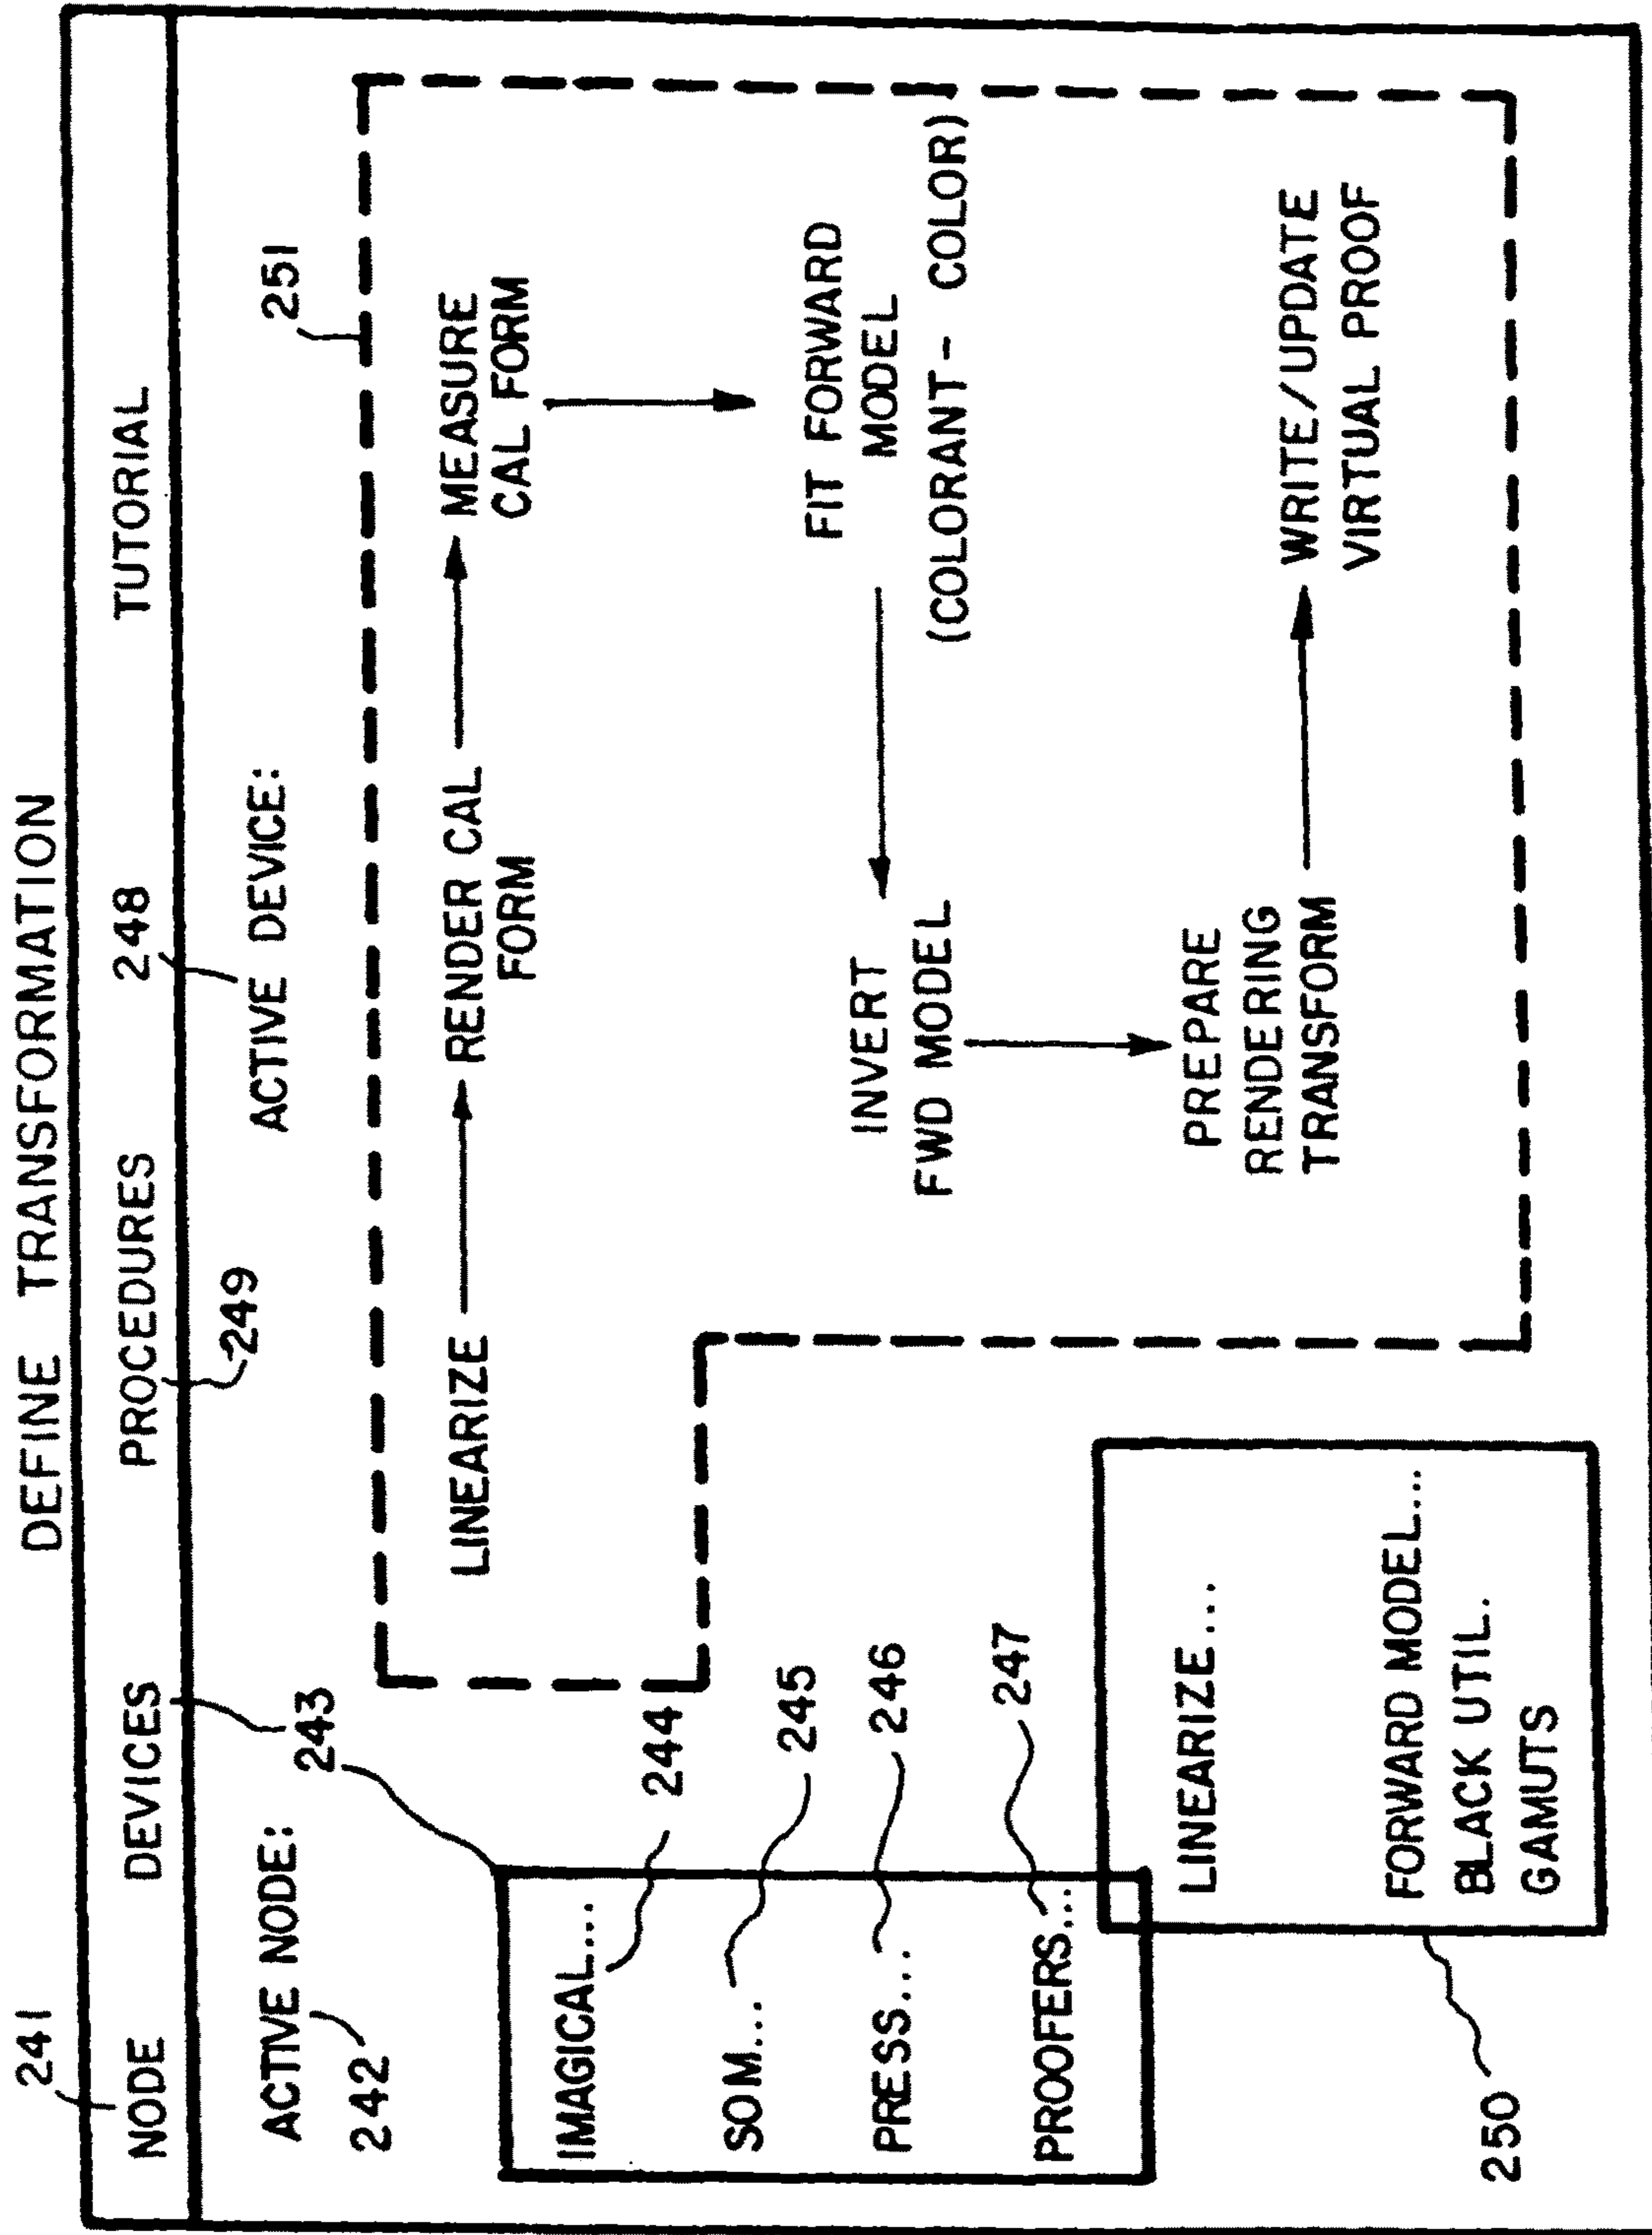 DEFINE TRANSFORMATION
241
NODE
DEVICES
PROCEDURES
248
TUTORIAL
249
ACTIVE NODE:
242
243
ACTIVE DEVICE:
251
IMAGICAL...
244
SOM...
245
PRESS...
246
PROOFERS...
247
LINEARIZE...
FORWARD MODEL...
BLACK UTIL.
GAMUTS
250
LINEARIZE
RENDER CAL
FORM
MEASURE
CAL FORM
FIT FORWARD
MODEL
(COLORANT- COLOR)
INVERT
FWD MODEL
PREPARE
RENDERING
TRANSFORM
WRITE/UPDATE
VIRTUAL PROOF